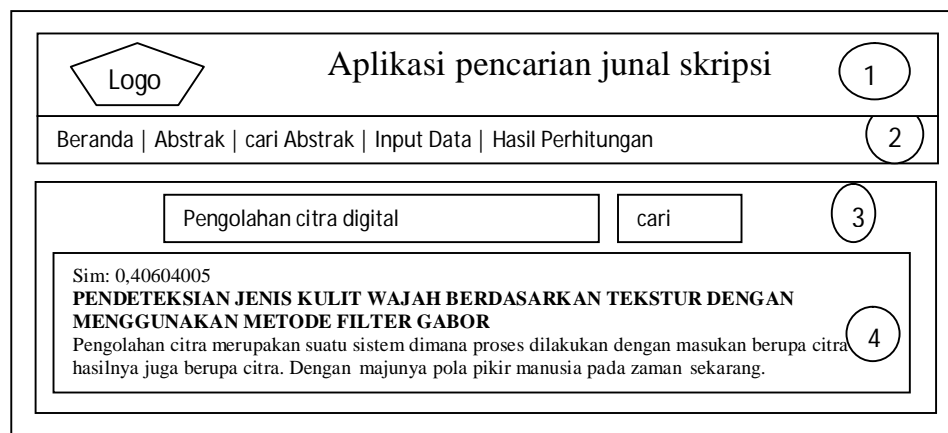 Logo
Aplikasi pencarian junal skripsi
1
Beranda | Abstrak | cari Abstrak | Input Data | Hasil Perhitungan
2
Pengolahan citra digital
cari
3
Sim: 0,40604005
PENDETEKSIAN JENIS KULIT WAJAH BERDASARKAN TEKSTUR DENGAN
MENGGUNAKAN METODE FILTER GABOR
Pengolahan citra merupakan suatu sistem dimana proses dilakukan dengan masukan berupa citra
hasilnya juga berupa citra. Dengan majunya pola pikir manusia pada zaman sekarang.
4